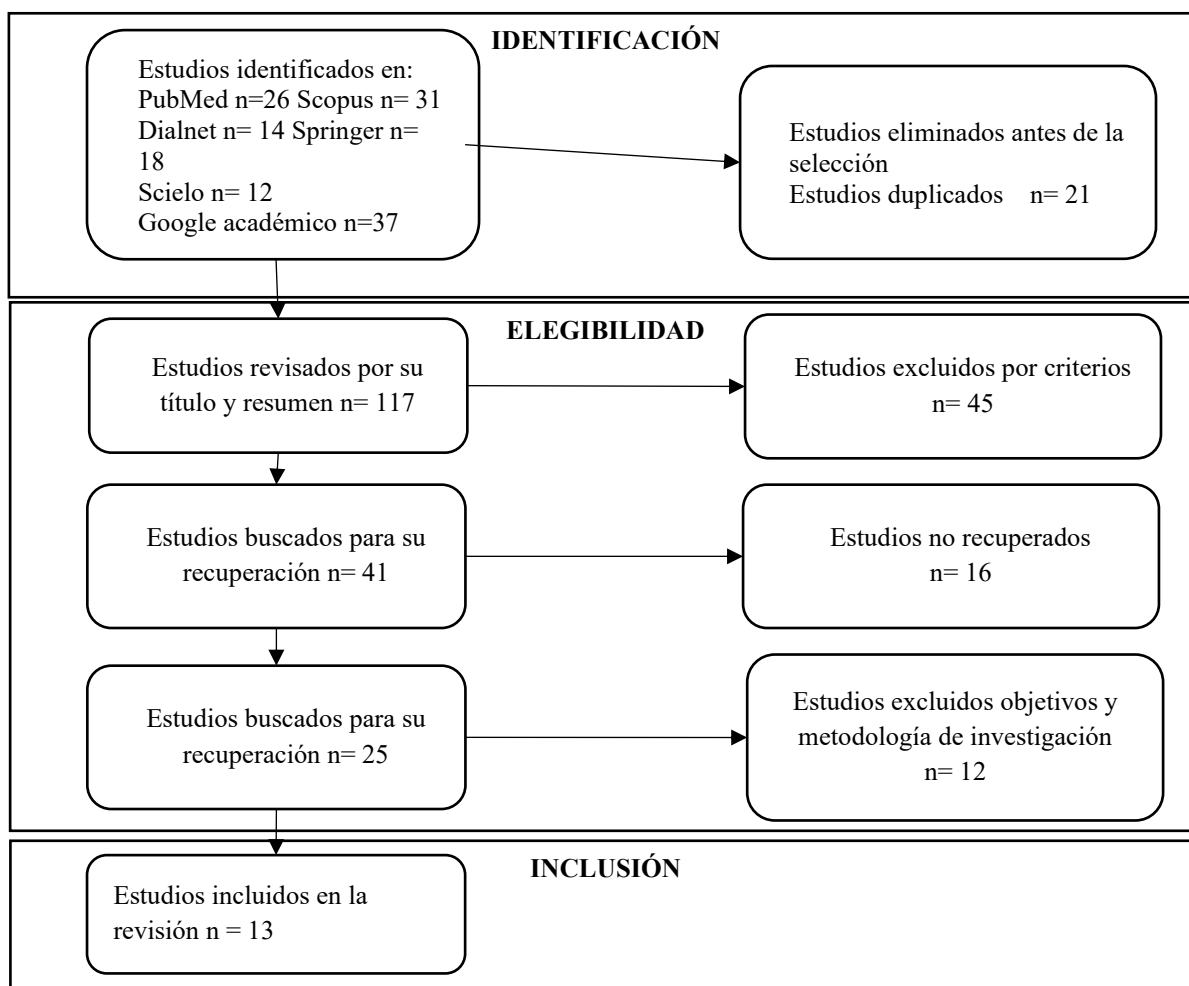 IDENTIFICACIÓN
Estudios identificados en:
PubMed n=26 Scopus n= 31
Dialnet n= 14 Springer n=
18
Scielo n= 12
Google académico n=37
Estudios eliminados antes de la
selección
Estudios duplicados n= 21
ELEGIBILIDAD
Estudios revisados por su
título y resumen n= 117
Estudios excluidos por criterios
n= 45
Estudios buscados para su
recuperación n= 41
Estudios no recuperados
n= 16
Estudios buscados para su
recuperación n= 25
Estudios excluidos objetivos y
metodología de investigación
n= 12
INCLUSIÓN
Estudios incluidos en la
revisión n = 13